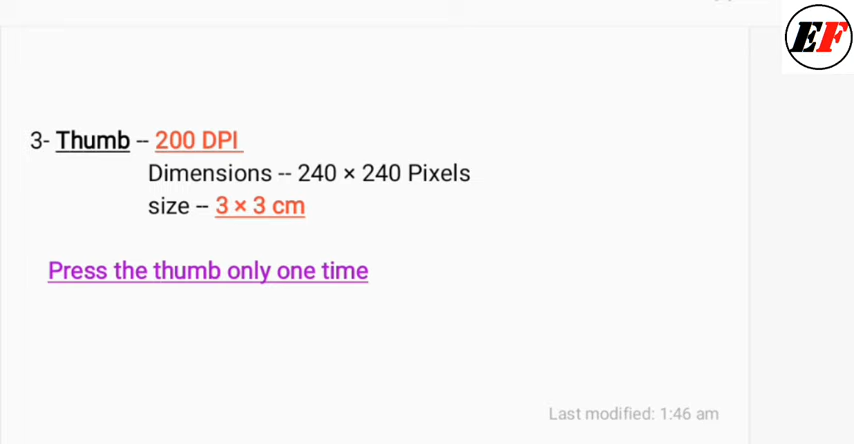 EF
3- Thumb -- 200 DPI
Dimensions -- 240 × 240 Pixels
size -- 3 × 3 cm
Press the thumb only one time
Last modified: 1:46 am